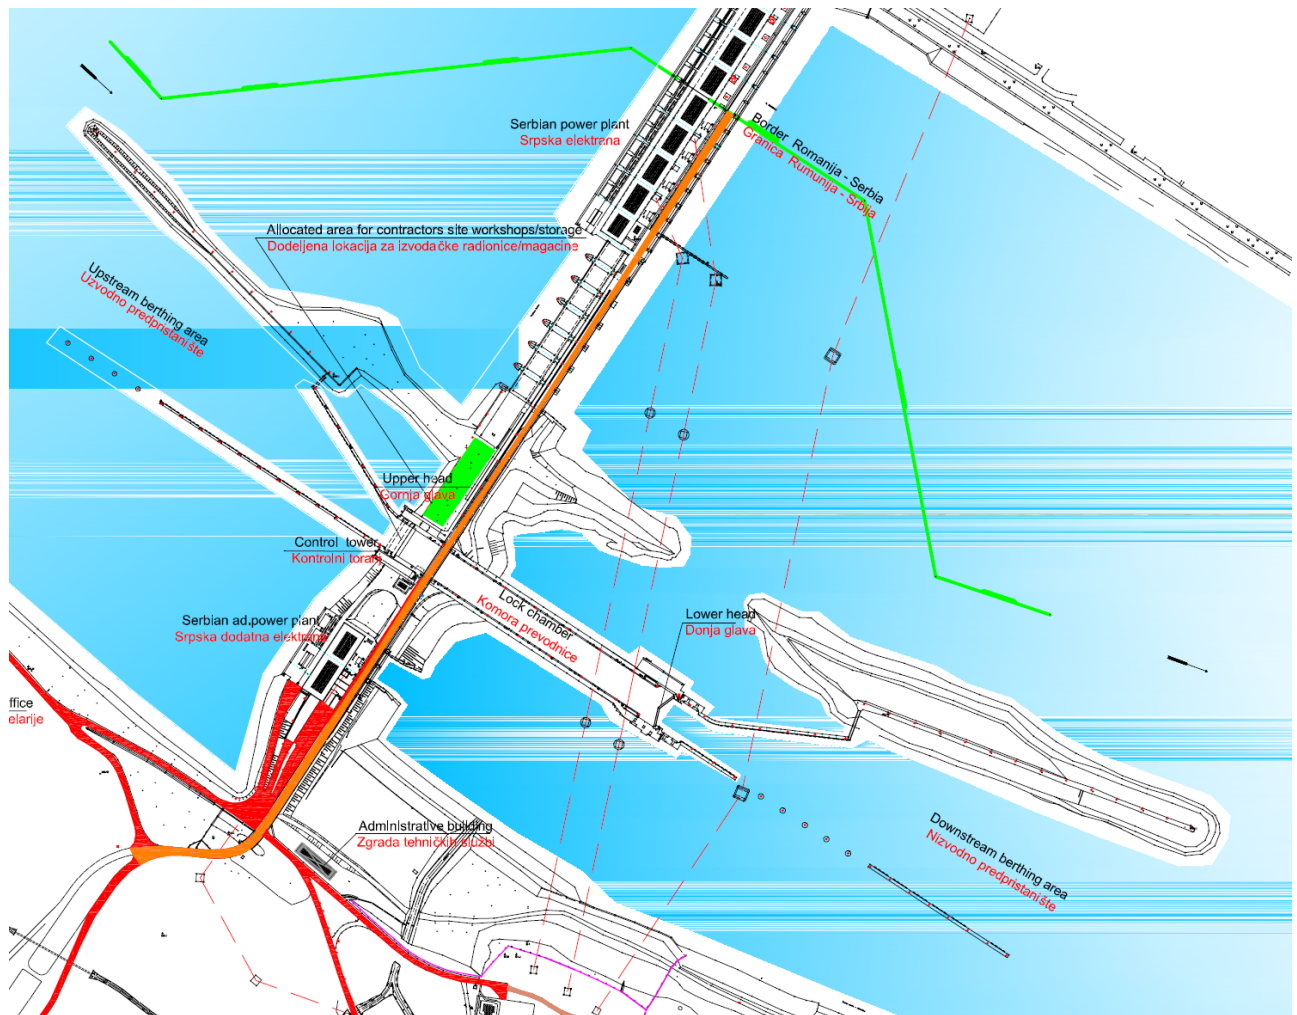 Serbian power plant
Srpska elektrana
Border Romanija - Serbia
Granica Rumunija - Srbija
Allocated area for contractors site workshops/storage
Dodeljena lokacija za izvođačke radionice/magacine
Upstream berthing area
Uzvodno predpristanište
Upper head
Gornja glava
Control tower
Kontrolni toranj
Lock chamber
Komora prevodnice
Lower head
Donja glava
Serbian ad.power plant
Srpska dodatna elektrana
ffice
elarije
Administrative building
Zgrada tehničkih službi
Downstream berthing area
Nizvodno predpristanište